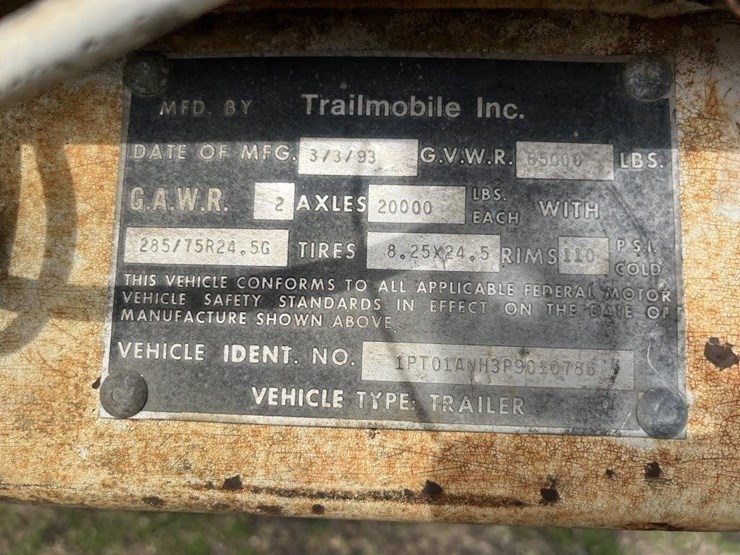 MFD. BY Trailmobile Inc.
DATE OF MFG. 3/3/93 G.V.W.R. 65000 LBS.
G.A.W.R. 2 AXLES 20000 LBS. EACH WITH
285/75R24.5G TIRES 8.25X24.5 RIMS 110 P.S.I. COLD
THIS VEHICLE CONFORMS TO ALL APPLICABLE FEDERAL MOTOR
VEHICLE SAFETY STANDARDS IN EFFECT ON THE DATE OF
MANUFACTURE SHOWN ABOVE
VEHICLE IDENT. NO.
VEHICLE TYPE: TRAILER